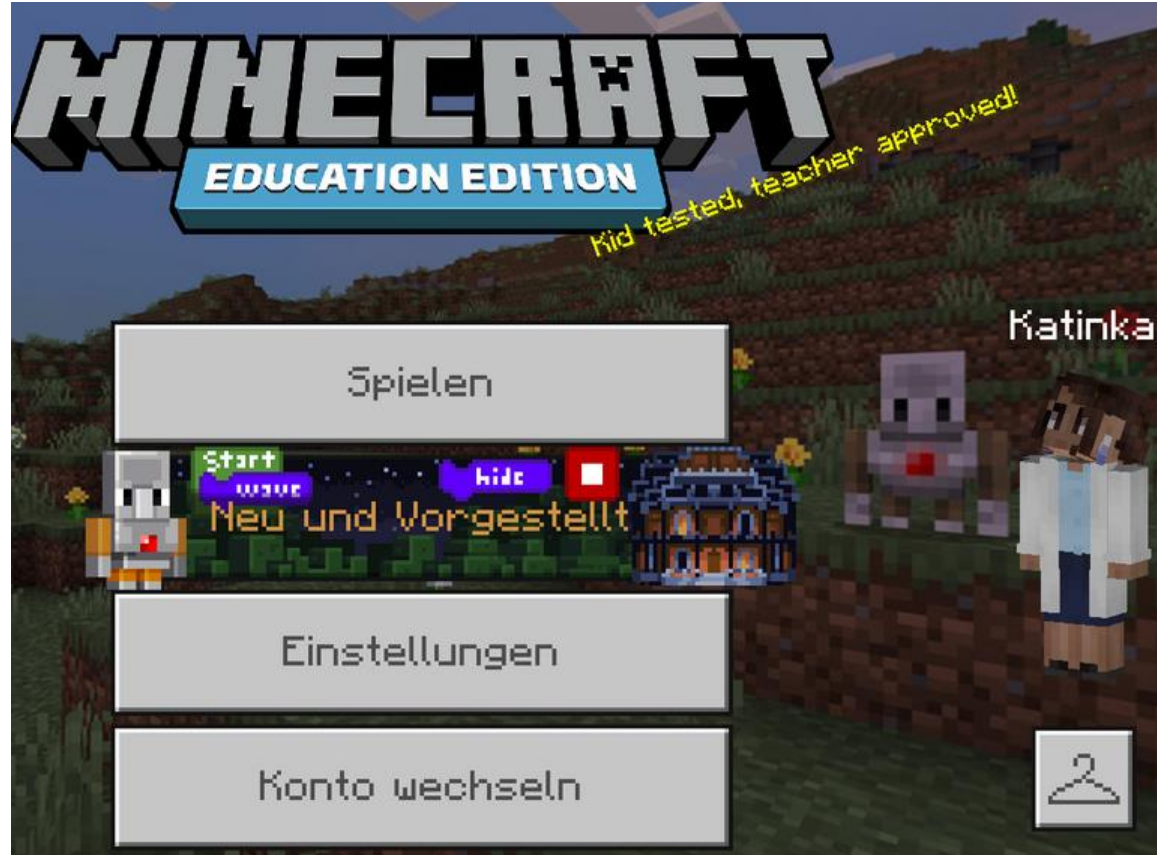 MINECRAFT
EDUCATION EDITION
Kid tested, teacher approved!
Katinka
Spielen
Start
wave
hide
Neu und Vorgestellt
Einstellungen
Konto wechseln